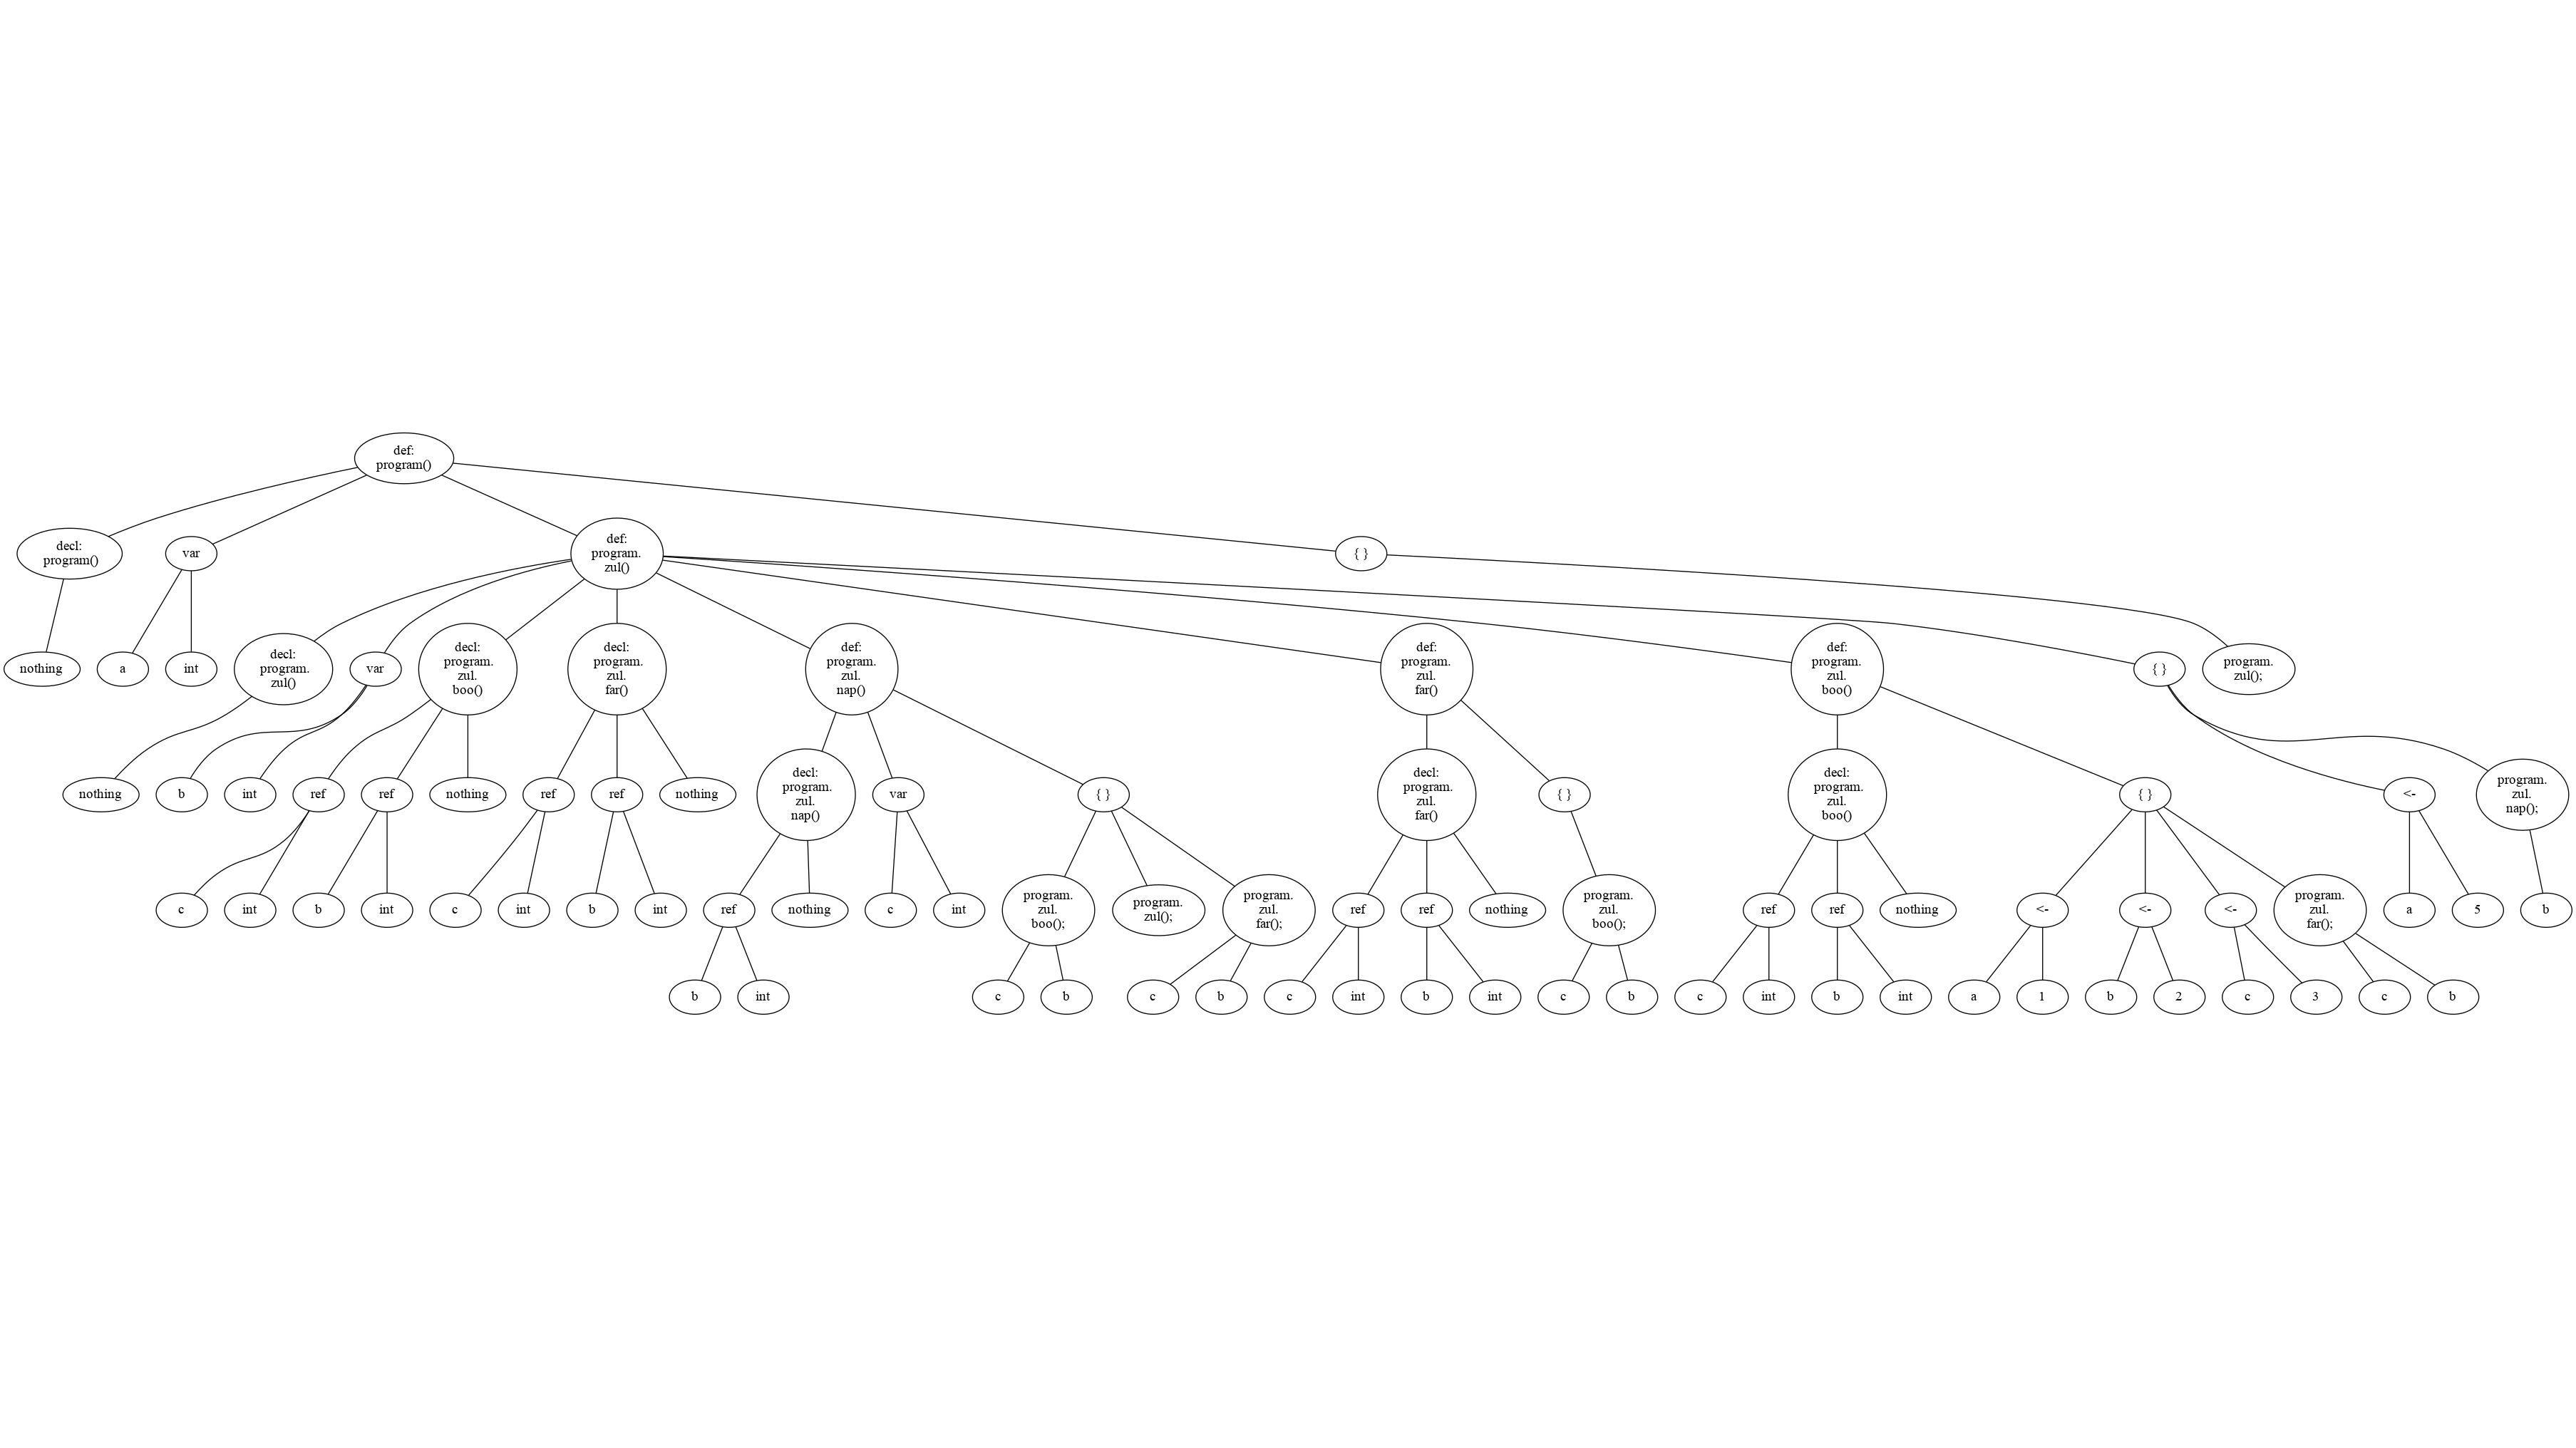 def:
program()
decl:
program()
var
def:
program.
zul()
{ }
nothing
a
int
decl:
program.
zul()
var
decl:
program.
zul.
boo()
decl:
program.
zul.
far()
def:
program.
zul.
nap()
def:
program.
zul.
far()
def:
program.
zul.
boo()
{ }
program.
zul();
nothing
b
int
ref
ref
nothing
ref
ref
nothing
decl:
program.
zul.
nap()
var
{ }
decl:
program.
zul.
far()
{ }
decl:
program.
zul.
boo()
{ }
<-
program.
zul.
nap();
c
int
b
int
c
int
b
int
ref
nothing
c
int
program.
zul.
boo();
program.
zul();
program.
zul.
far();
ref
ref
nothing
program.
zul.
boo();
ref
ref
nothing
<-
<-
<-
program.
zul.
far();
a
5
b
b
int
c
b
c
b
c
int
b
int
c
b
c
int
b
int
a
1
b
2
c
3
c
b